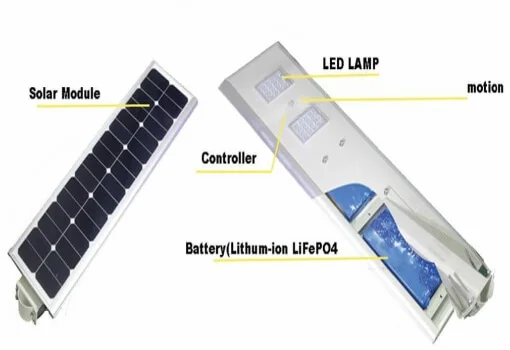 LED LAMP
Solar Module
motion
Controller
Battery(Lithum-ion LiFePO4